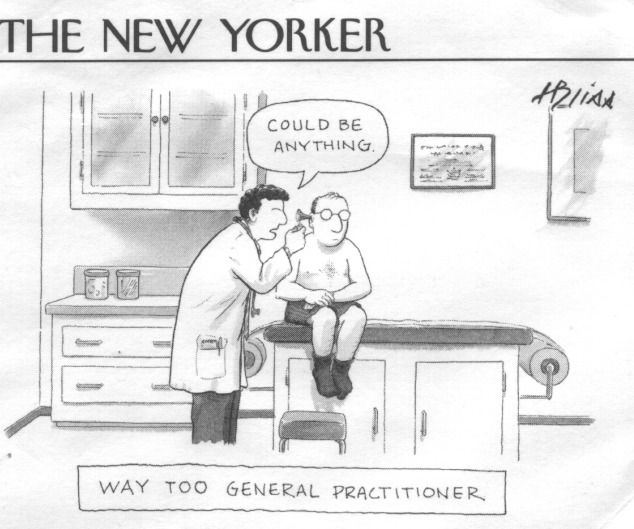 THE NEW YORKER
COULD BE
ANYTHING.
WAY TOO GENERAL PRACTITIONER